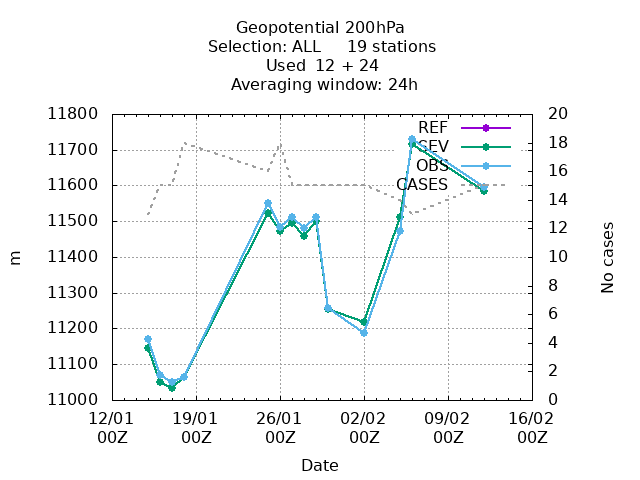 Geopotential 200hPa
Selection: ALL     19 stations
Used  12 + 24
Averaging window: 24h
11800
11700
11600
11500
11400
11300
11200
11100
11000
20
18
16
14
12
10
8
6
4
2
0
REF
SEV
OBS
CASES
m
No cases
12/01 19/01 26/01 02/02 09/02 16/02
00Z 00Z 00Z 00Z 00Z 00Z
Date